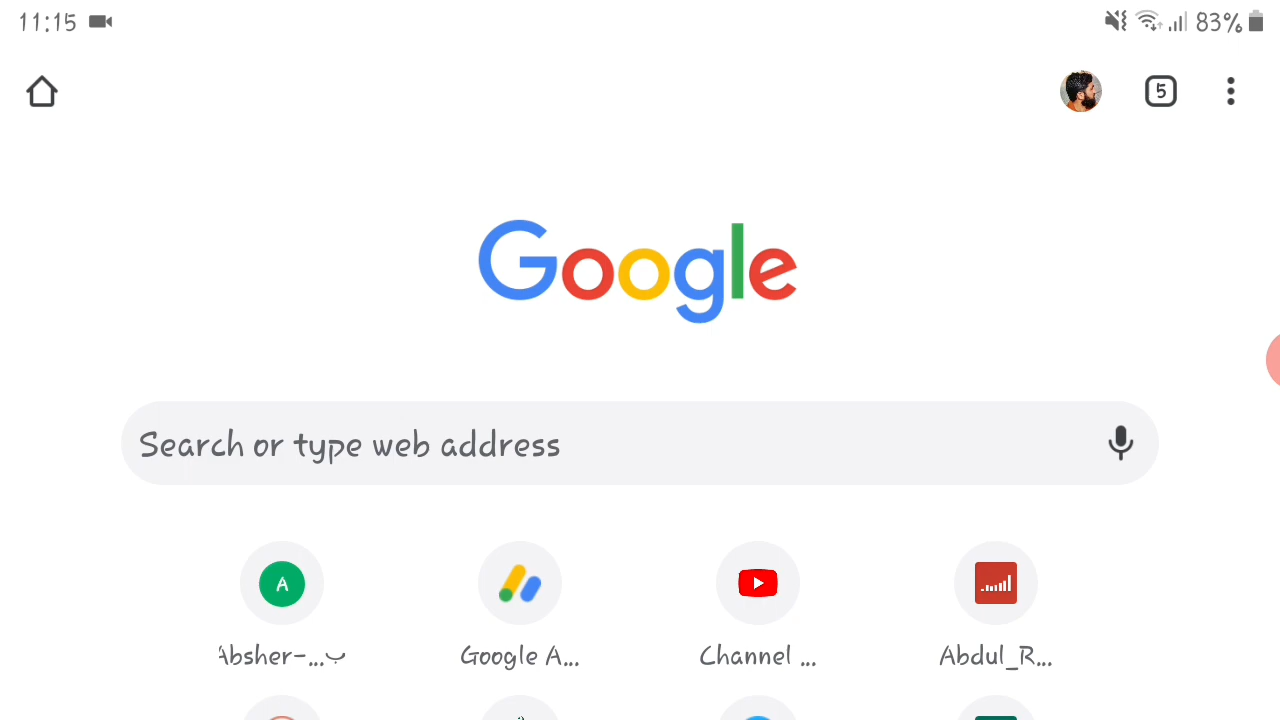 11:15
83%
5
Google
Search or type web address
A
Absher-...ب
Google A...
Channel ...
Abdul_R...